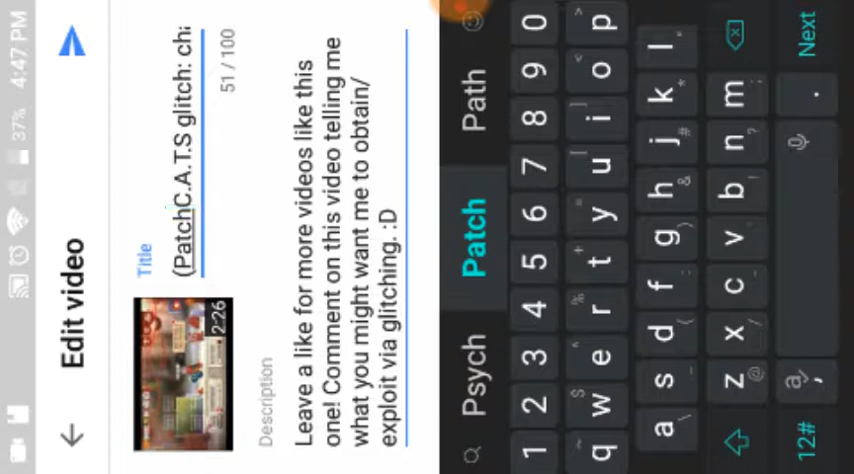 37% 4:47 PM
Edit video
2:26
Title
(PatchC.A.T.S glitch: cha
51 / 100
Description
Leave a like for more videos like this
one! Comment on this video telling me
what you might want me to obtain/
exploit via glitching. :D
Psych Patch Path
1 2 3 4 5 6 7 8 9 0
q w e r t y u i o p
a s d f g h j k l
z x c v b n m
12# , . Next